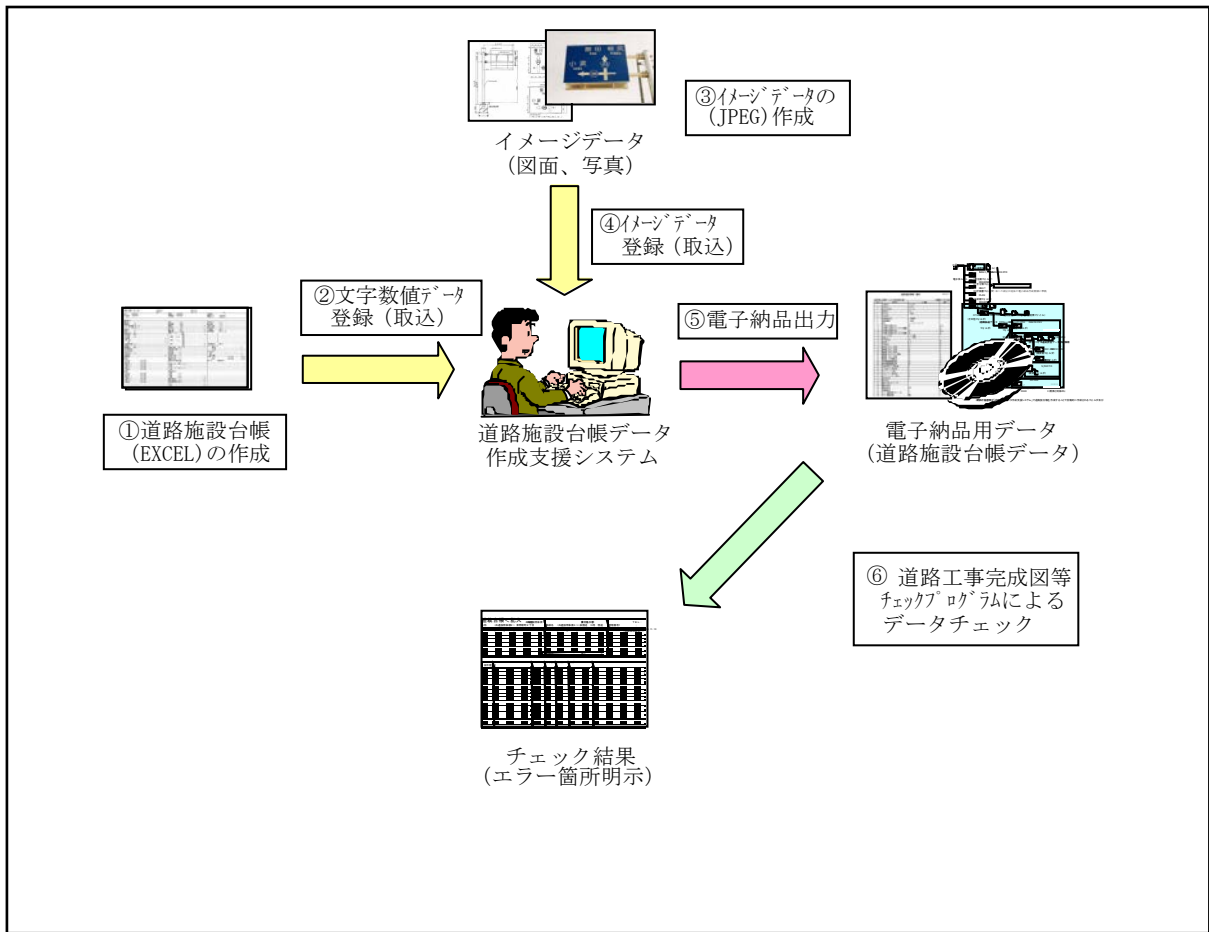 ③ｲﾒｰｼﾞﾃﾞｰﾀの
(JPEG)作成
イメージデータ
(図面、写真)
④ｲﾒｰｼﾞﾃﾞｰﾀ
登録（取込）
②文字数値ﾃﾞｰﾀ
登録（取込）
⑤電子納品出力
①道路施設台帳
(EXCEL)の作成
道路施設台帳データ
作成支援システム
電子納品用データ
(道路施設台帳データ)
⑥ 道路工事完成図等
ﾁｪｯｸﾌﾟﾛｸﾞﾗﾑによる
データチェック
チェック結果
(エラー箇所明示)